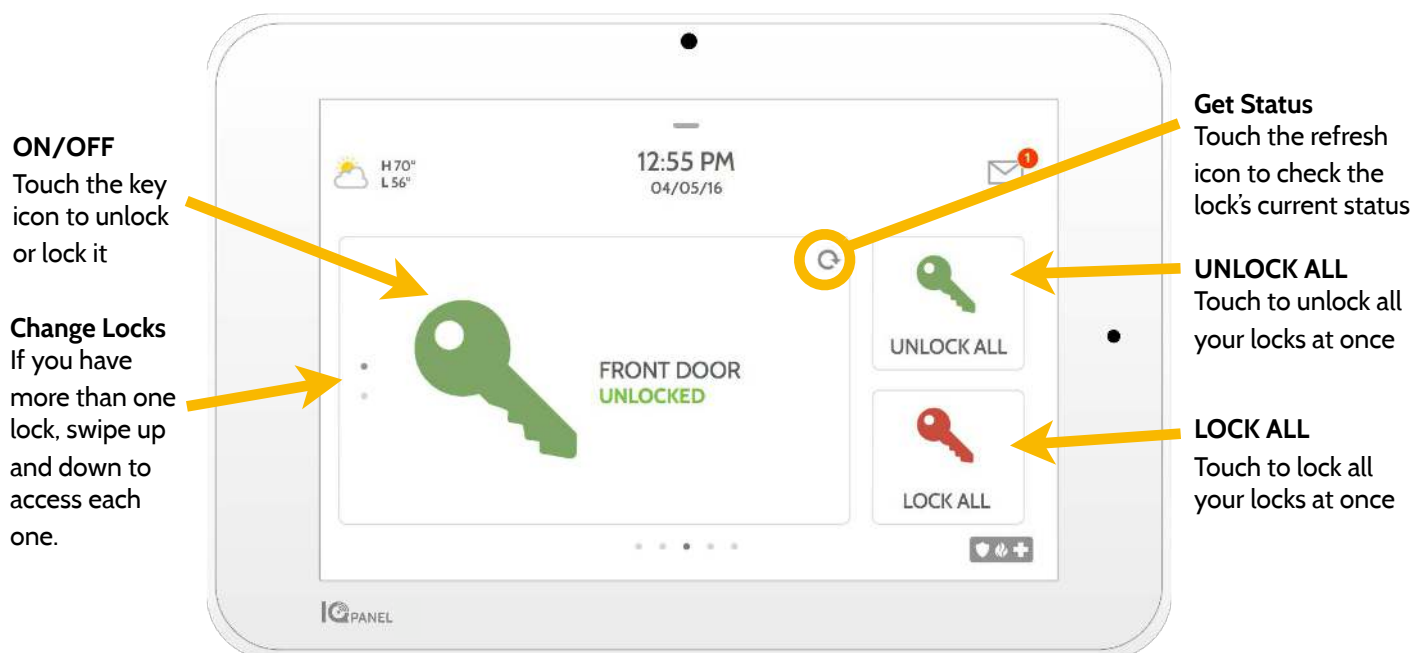 ON/OFF
Touch the key
icon to unlock
or lock it
Change Locks
If you have
more than one
lock, swipe up
and down to
access each
one.
H 70°
L 56°
12:55 PM
04/05/16
1
FRONT DOOR
UNLOCKED
UNLOCK ALL
LOCK ALL
IQ PANEL
Get Status
Touch the refresh
icon to check the
lock's current status
UNLOCK ALL
Touch to unlock all
your locks at once
LOCK ALL
Touch to lock all
your locks at once